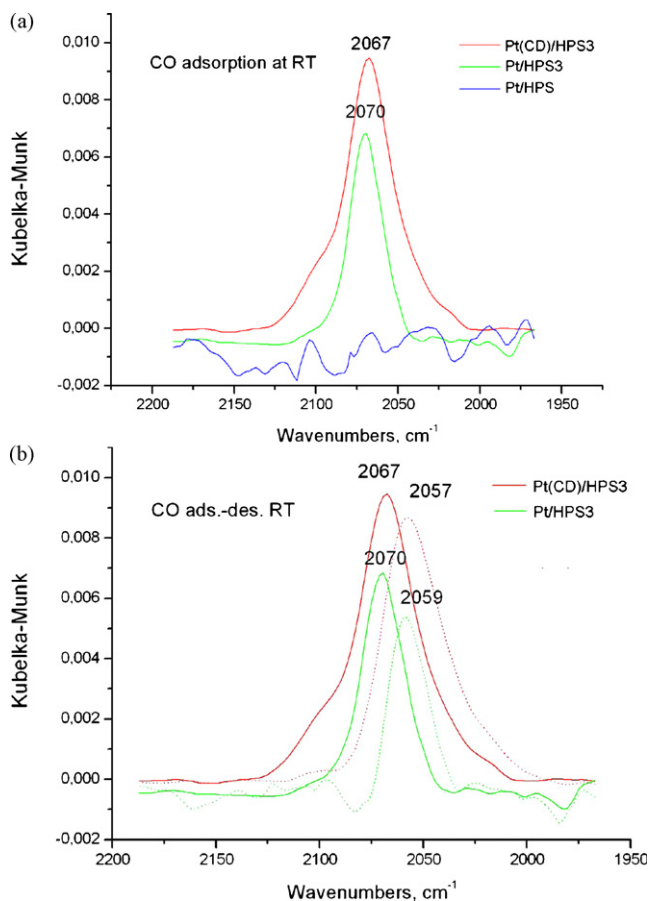 (a)
CO adsorption at RT
2067
2070
Pt(CD)/HPS3
Pt/HPS3
Pt/HPS
Kubelka-Munk
0,010
0,008
0,006
0,004
0,002
0,000
-0,002
2200 2150 2100 2050 2000 1950
Wavenumbers, cm-1
(b)
CO ads.-des. RT
2067
2057
2070
2059
Pt(CD)/HPS3
Pt/HPS3
Kubelka-Munk
0,010
0,008
0,006
0,004
0,002
0,000
-0,002
2200 2150 2100 2050 2000 1950
Wavenumbers, cm-1